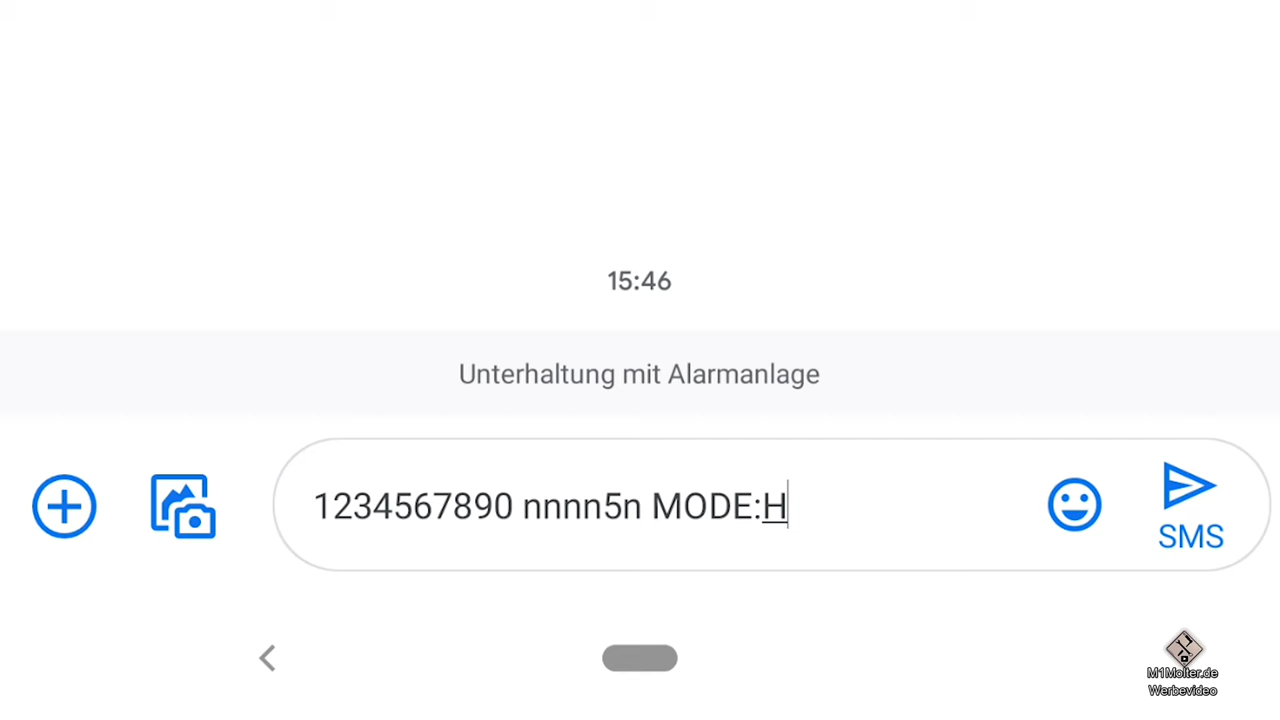 15:46
Unterhaltung mit Alarmanlage
1234567890 nnnn5n MODE:H
SMS
M1Molter.de
Werbevideo